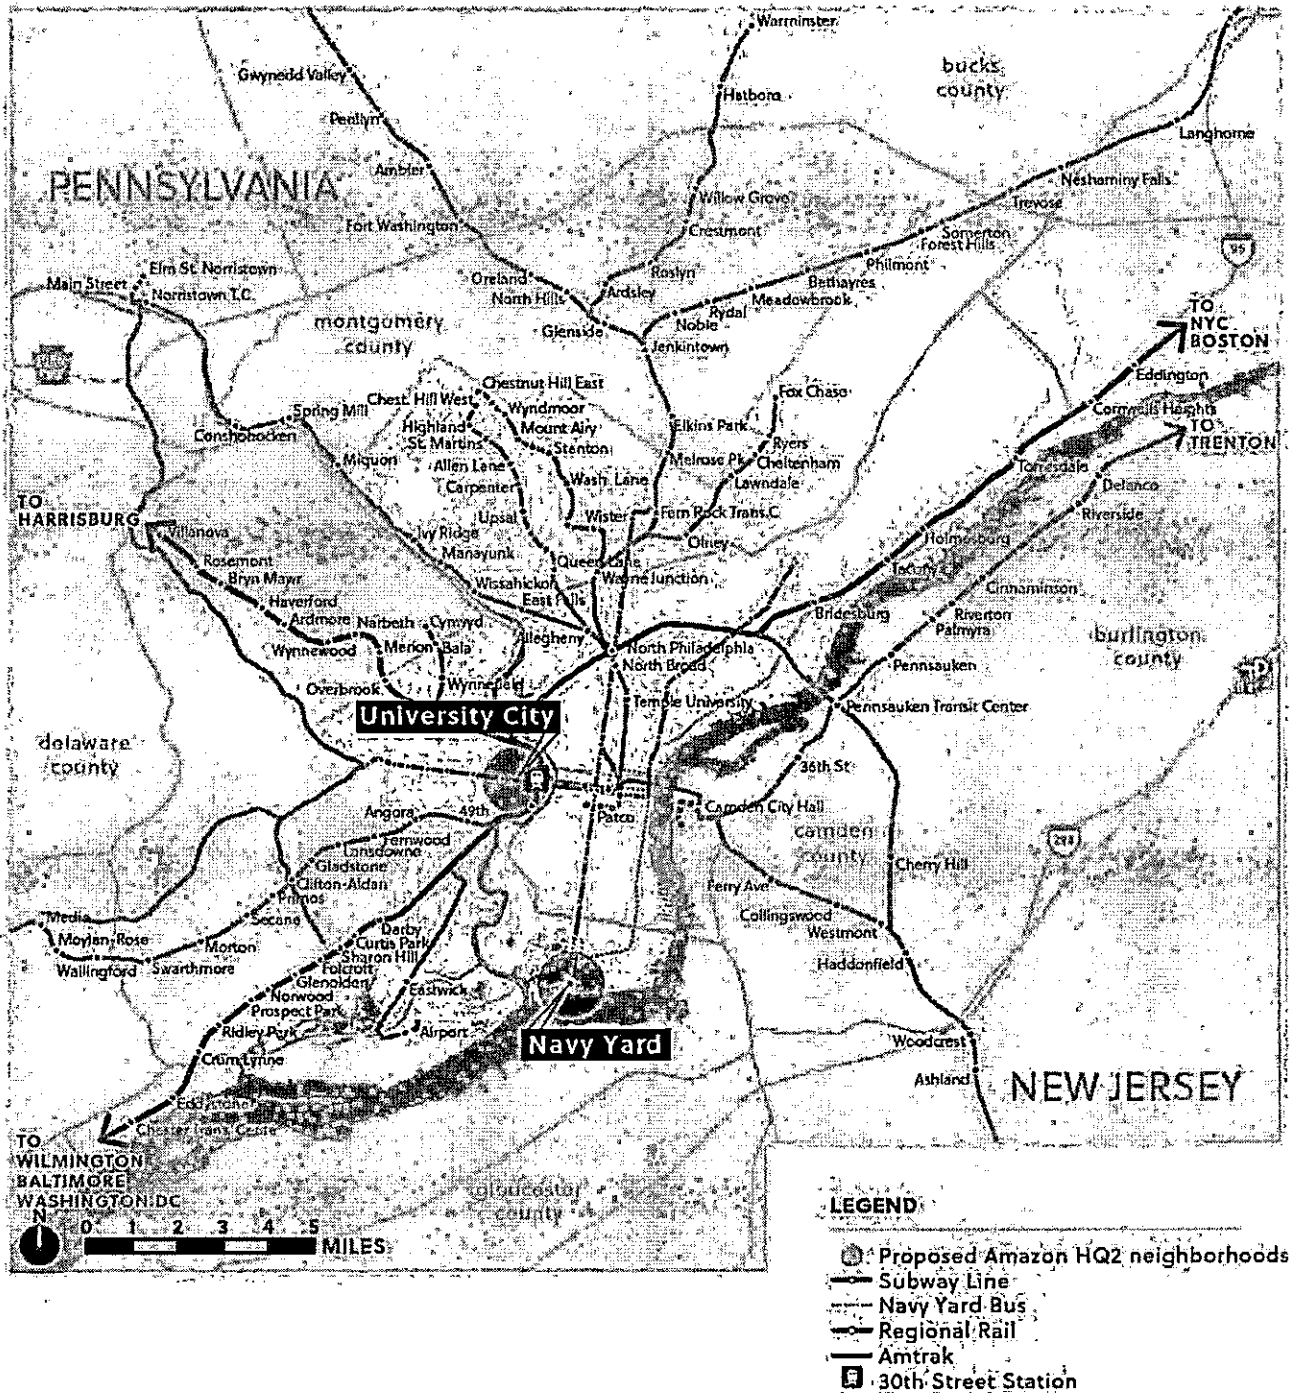 Warminster
bucks
county
Gwynedd Valley
Hatboro
Penllyn
Langhorne
Ambler
Neshaminy Falls
PENNSYLVANIA
Willow Grove
Trevose
Fort Washington
Crestmont
Somerton
Forest Hills
95
Elm St. Norristown
Roslyn
Philmont
Main Street
Oreland
Bethayres
Norristown T.C.
North Hills
Ardsley
Meadowbrook
Rydal
TO
NYC
BOSTON
montgomery
county
Glenside
Noble
Jenkintown
Eddington
Chestnut Hill East
Fox Chase
Chest. Hill West
Wyndmoor
Cornwells Heights
Spring Mill
Highland
Mount Airy
Elkins Park
TO
TRENTON
Conshohocken
St. Martins
Stenton
Ryers
Miquon
Allen Lane
Melrose Pk
Cheltenham
Torresdale
Carpenter
Wash. Lane
Lawndale
Delanco
TO
HARRISBURG
Upsal
Wister
Fern Rock Trans.C.
Riverside
Villanova
Ivy Ridge
Olney
Holmesburg
Rosemont
Manayunk
Queen Lane
Tacony
Bryn Mawr
Wissahickon
Wayne Junction
Cinnaminson
Haverford
East Falls
Bridesburg
Riverton
Ardmore
Narbeth
Cynwyd
Allegheny
Palmyra
burlington
county
Wynnewood
Merion
Bala
North Philadelphia
North Broad
Pennsauken
Overbrook
Wynnefield
Temple University
Pennsauken Transit Center
University City
delaware
county
36th St
Angora
49th
Patco
Camden City Hall
Fernwood
camden
county
Lansdowne
Gladstone
Cherry Hill
Clifton-Aldan
Ferry Ave
Primos
Media
Secane
Collingswood
Moylan-Rose
Morton
Darby
Westmont
Curtis Park
Sharon Hill
Wallingford
Swarthmore
Folcroft
Haddonfield
Glenolden
Eastwick
Norwood
Prospect Park
Ridley Park
Airport
Navy Yard
Woodcrest
Crum Lynne
Ashland
NEW JERSEY
Eddystone
TO
WILMINGTON
BALTIMORE
WASHINGTON DC
gloucester
county
N
0 1 2 3 4 5
MILES
LEGEND
Proposed Amazon HQ2 neighborhoods
Subway Line
Navy Yard Bus
Regional Rail
Amtrak
30th Street Station